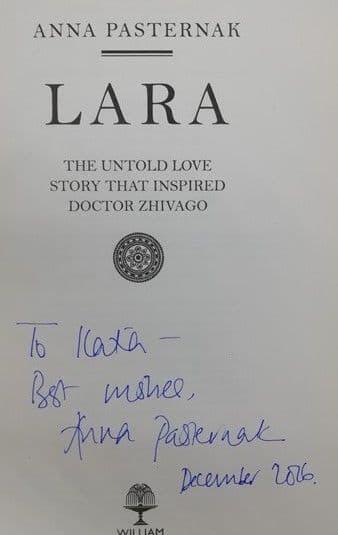 ANNA PASTERNAK
LARA
THE UNTOLD LOVE
STORY THAT INSPIRED
DOCTOR ZHIVAGO
To Katia –
Best wishes,
Anna Pasternak
December 2016.
WILLIAM